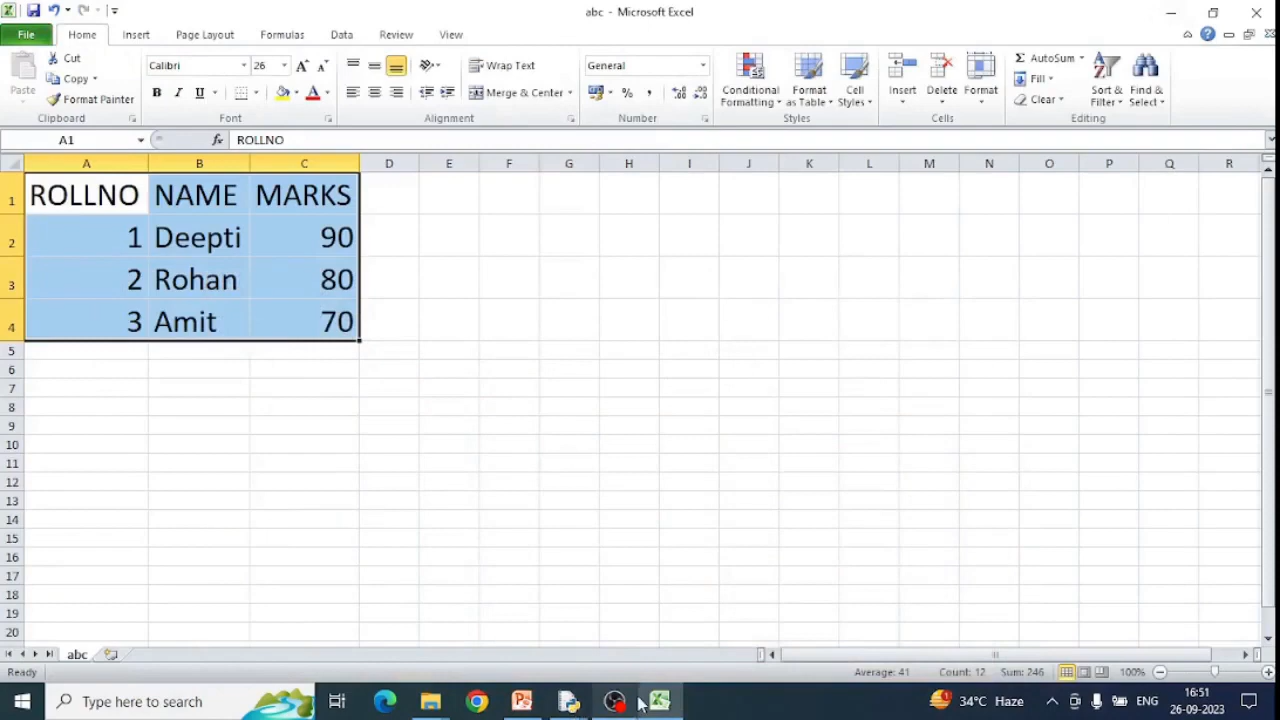 abc - Microsoft Excel
File Home Insert Page Layout Formulas Data Review View
Paste Cut Copy Format Painter
Calibri 26
B I U
Wrap Text
Merge & Center
General
% ,
Conditional Formatting
Format as Table
Cell Styles
Insert Delete Format
AutoSum
Fill
Clear
Sort & Filter
Find & Select
Clipboard Font Alignment Number Styles Cells Editing
A1 fx ROLLNO
A B C D E F G H I J K L M N O P Q R
1 ROLLNO NAME MARKS
2 1 Deepti 90
3 2 Rohan 80
4 3 Amit 70
5
6
7
8
9
10
11
12
13
14
15
16
17
18
19
20
abc
Ready Average: 41 Count: 12 Sum: 246 100%
Type here to search 34°C Haze ENG 16:51
26-09-2023